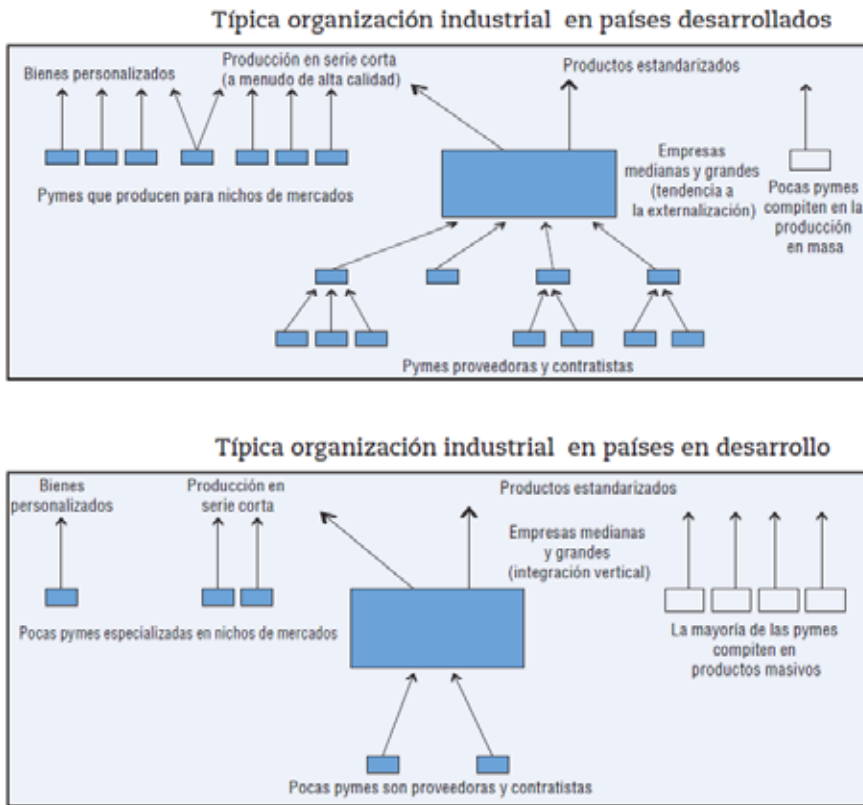 Típica organización industrial en países desarrollados
Bienes personalizados
Producción en serie corta
(a menudo de alta calidad)
Productos estandarizados
Pymes que producen para nichos de mercados
Empresas
medianas y grandes
(tendencia a
la externalización)
Pocas pymes
compiten en la
producción
en masa
Pymes proveedoras y contratistas
Típica organización industrial en países en desarrollo
Bienes
personalizados
Producción en
serie corta
Productos estandarizados
Empresas medianas
y grandes
(integración vertical)
Pocas pymes especializadas en nichos de mercados
La mayoría de las pymes
compiten en
productos masivos
Pocas pymes son proveedoras y contratistas